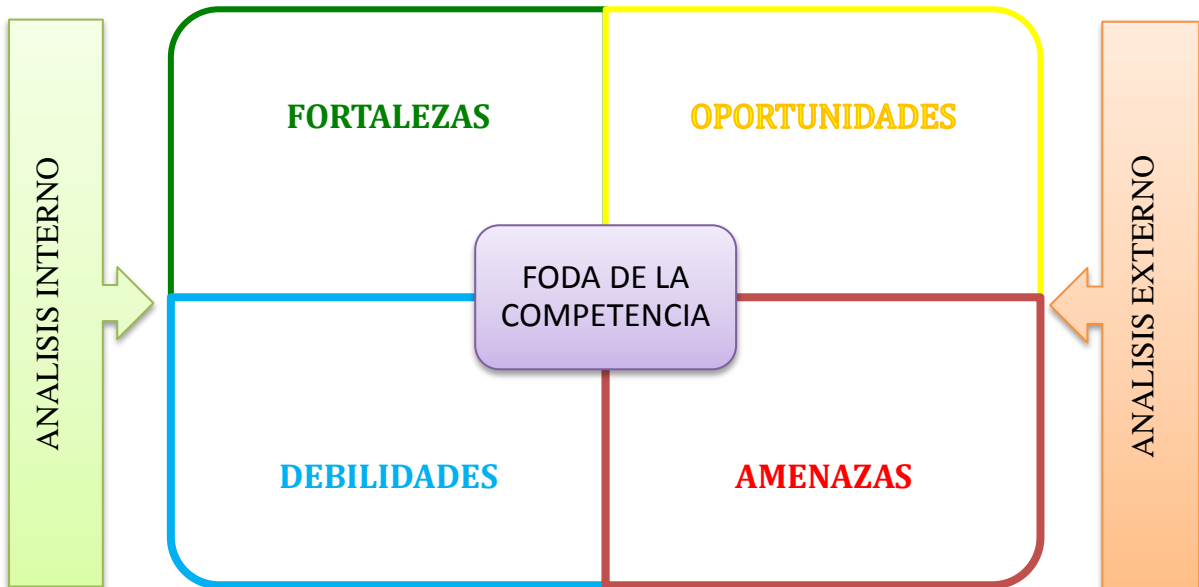 ANALISIS INTERNO
FORTALEZAS
OPORTUNIDADES
FODA DE LA
COMPETENCIA
DEBILIDADES
AMENAZAS
ANALISIS EXTERNO